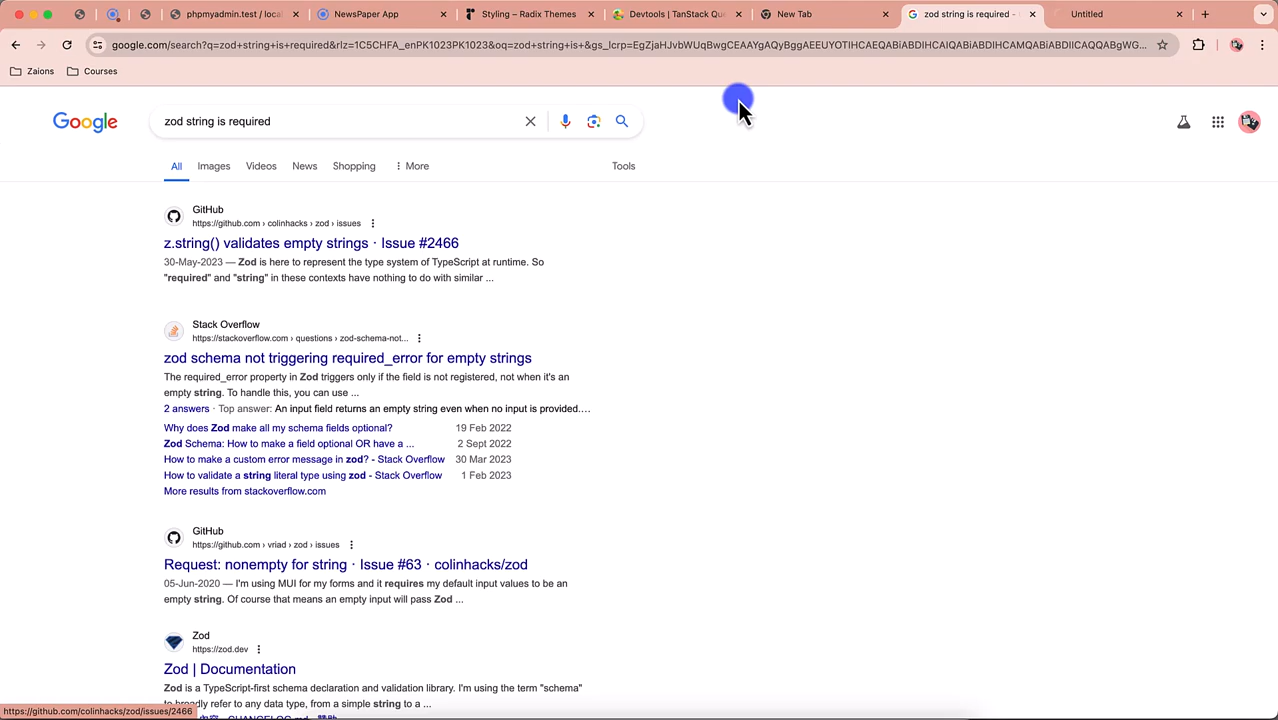 phpmyadmin.test / local
NewsPaper App
Styling – Radix Themes
Devtools | TanStack Qu
New Tab
zod string is required -
Untitled
google.com/search?q=zod+string+is+required&rlz=1C5CHFA_enPK1023PK1023&oq=zod+string+is+&gs_lcrp=EgZjaHJvbWUqBwgCEAAYgAQyBggAEEUYOTIHCAEQABiABDIHCAIQABiABDIHCAMQABiABDIICAQQABgWG...
Zaions
Courses
Google
zod string is required
All
Images
Videos
News
Shopping
More
Tools
GitHub
https://github.com › colinhacks › zod › issues
z.string() validates empty strings · Issue #2466
30-May-2023 — Zod is here to represent the type system of TypeScript at runtime. So
"required" and "string" in these contexts have nothing to do with similar ...
Stack Overflow
https://stackoverflow.com › questions › zod-schema-not...
zod schema not triggering required_error for empty strings
The required_error property in Zod triggers only if the field is not registered, not when it's an
empty string. To handle this, you can use ...
2 answers · Top answer: An input field returns an empty string even when no input is provided....
Why does Zod make all my schema fields optional? 19 Feb 2022
Zod Schema: How to make a field optional OR have a ... 2 Sept 2022
How to make a custom error message in zod? - Stack Overflow 30 Mar 2023
How to validate a string literal type using zod - Stack Overflow 1 Feb 2023
More results from stackoverflow.com
GitHub
https://github.com › vriad › zod › issues
Request: nonempty for string · Issue #63 · colinhacks/zod
05-Jun-2020 — I'm using MUI for my forms and it requires my default input values to be an
empty string. Of course that means an empty input will pass Zod ...
Zod
https://zod.dev
Zod | Documentation
Zod is a TypeScript-first schema declaration and validation library. I'm using the term "schema"
to broadly refer to any data type, from a simple string to a ...
https://github.com/colinhacks/zod/issues/2466